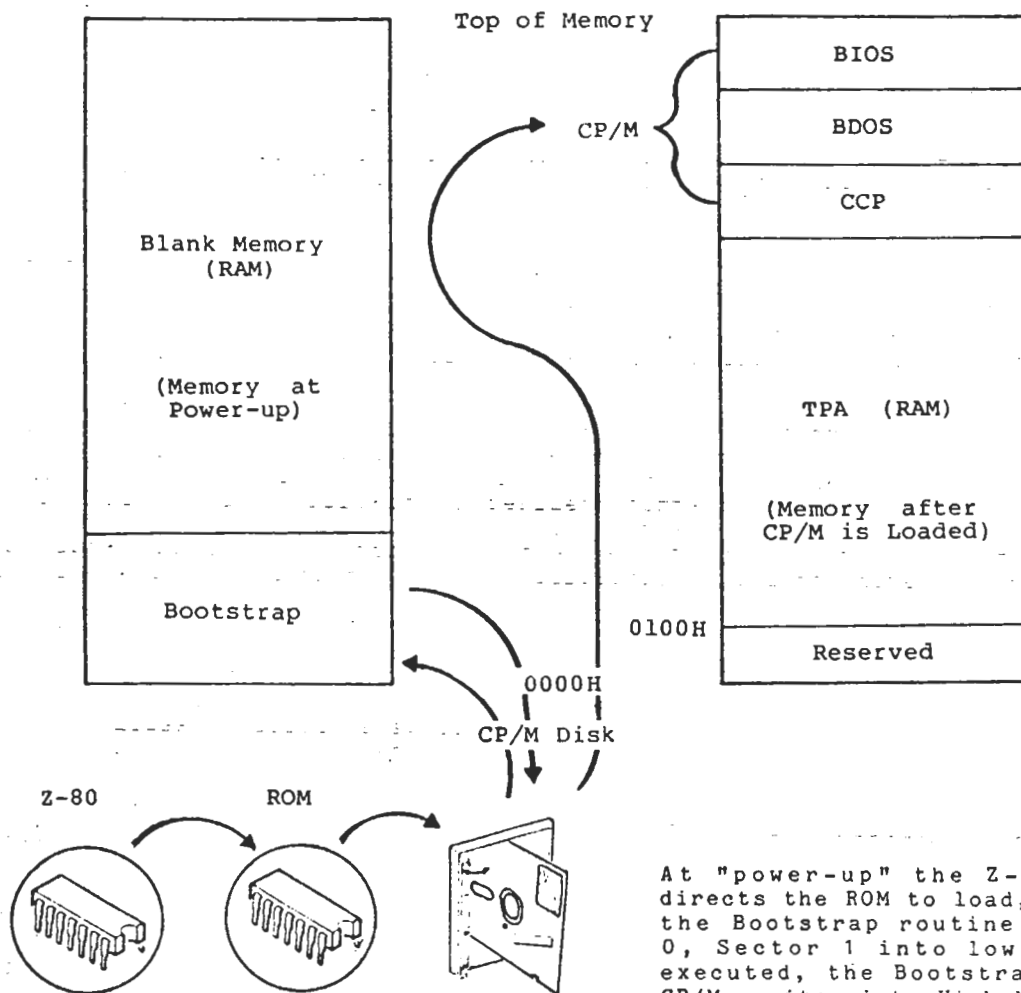 Top of Memory
BIOS
CP/M
BDOS
CCP
Blank Memory
(RAM)
(Memory at
Power-up)
TPA (RAM)
(Memory after
CP/M is Loaded)
Bootstrap
0100H
Reserved
0000H
CP/M Disk
Z-80
ROM
At "power-up" the Z-
directs the ROM to load,
the Bootstrap routine
0, Sector 1 into low
executed, the Bootstra